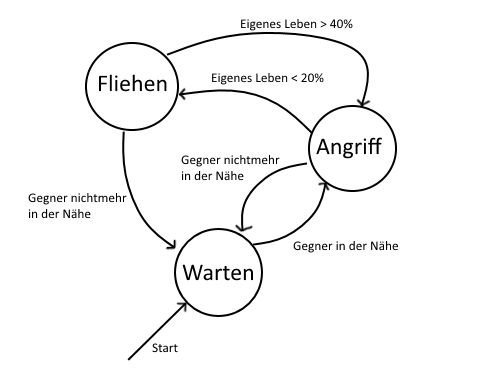 Eigenes Leben > 40%
Fliehen
Eigenes Leben < 20%
Angriff
Gegner nichtmehr
in der Nähe
Gegner nichtmehr
in der Nähe
Gegner in der Nähe
Warten
Start